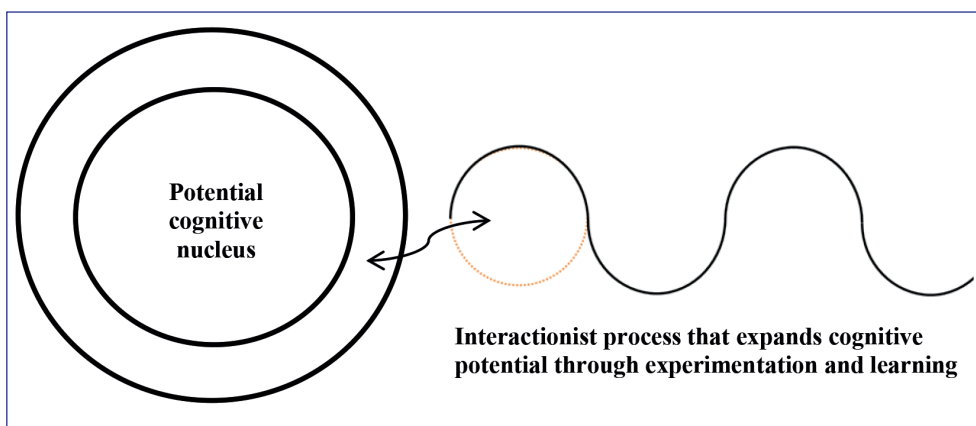 Potential
cognitive
nucleus
Interactionist process that expands cognitive
potential through experimentation and learning